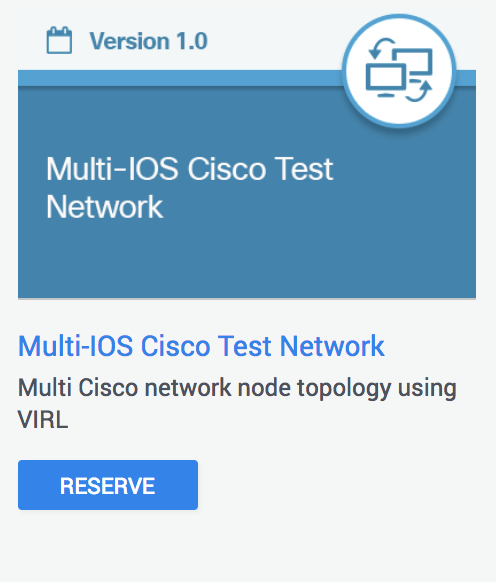 Version 1.0
Multi-IOS Cisco Test
Network
Multi-IOS Cisco Test Network
Multi Cisco network node topology using
VIRL
RESERVE